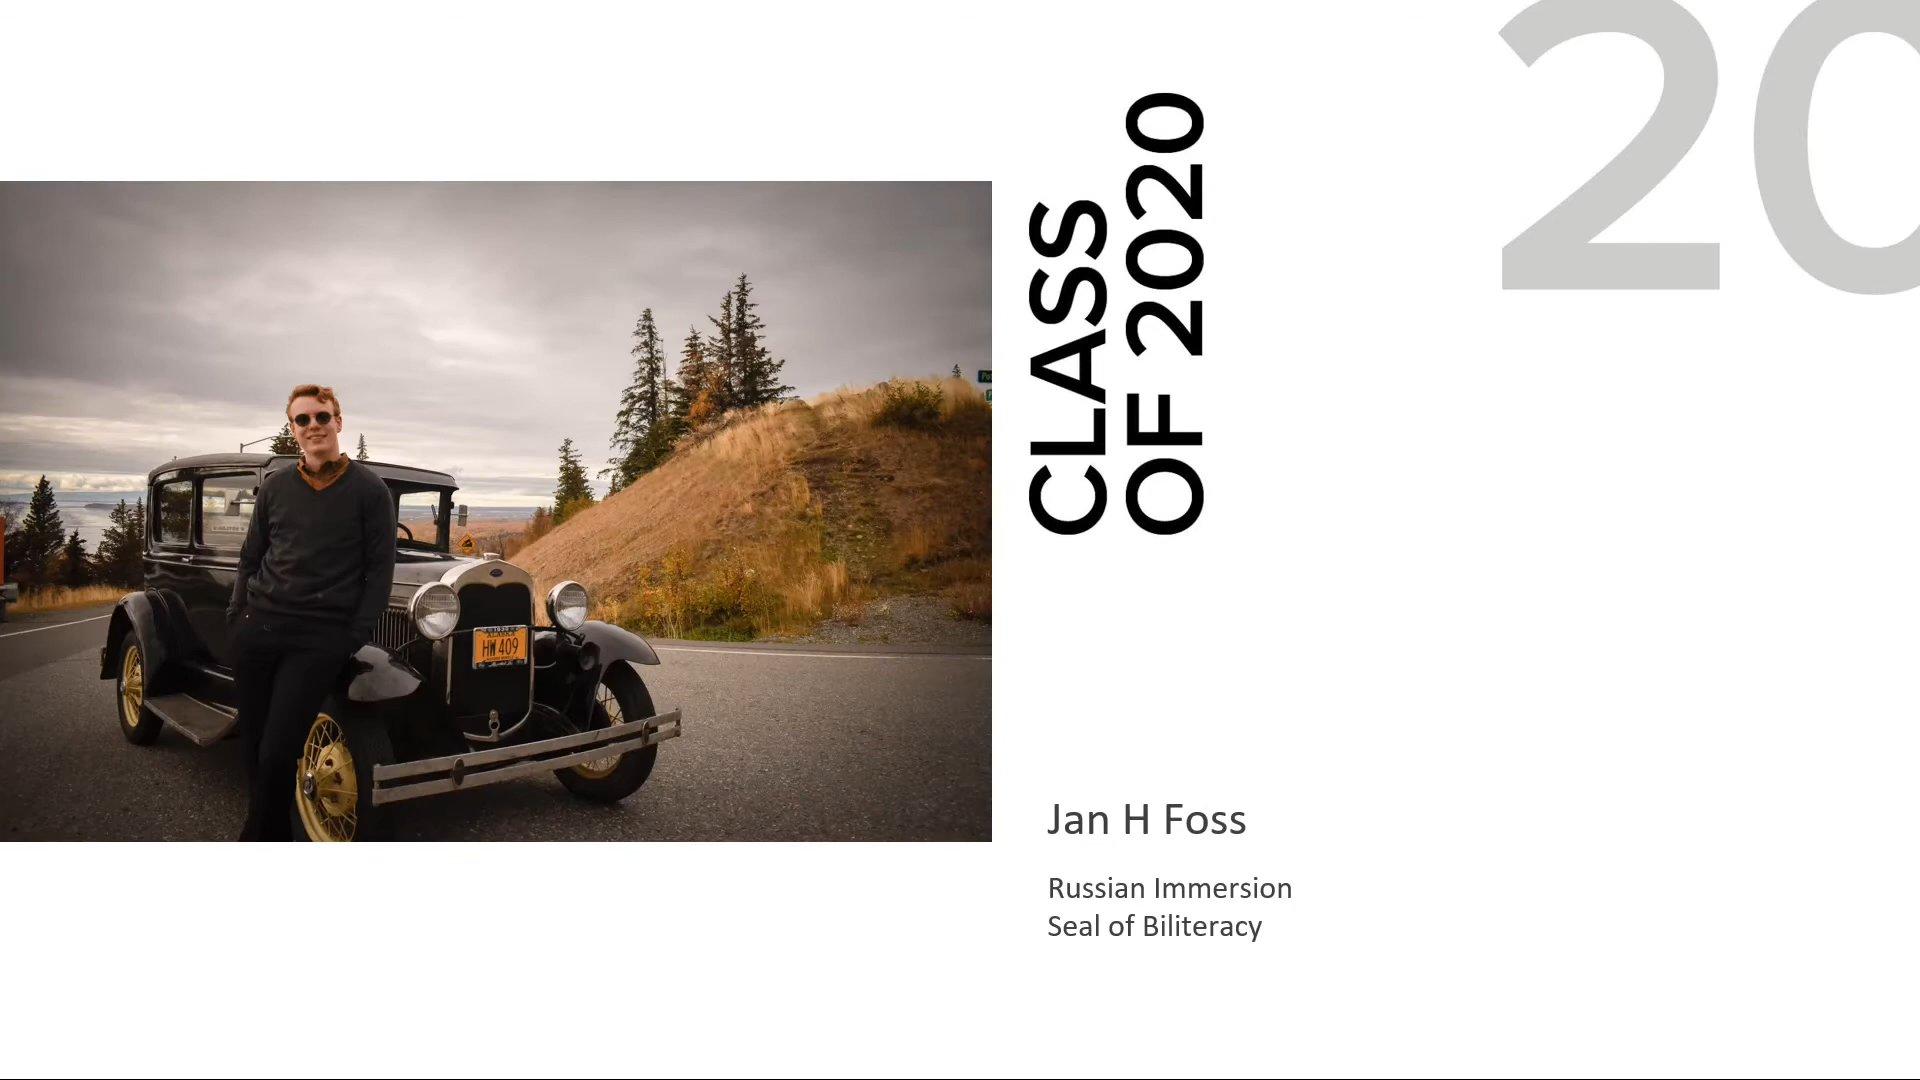 20
CLASS
OF 2020
ALASKA
HW 409
Jan H Foss
Russian Immersion
Seal of Biliteracy